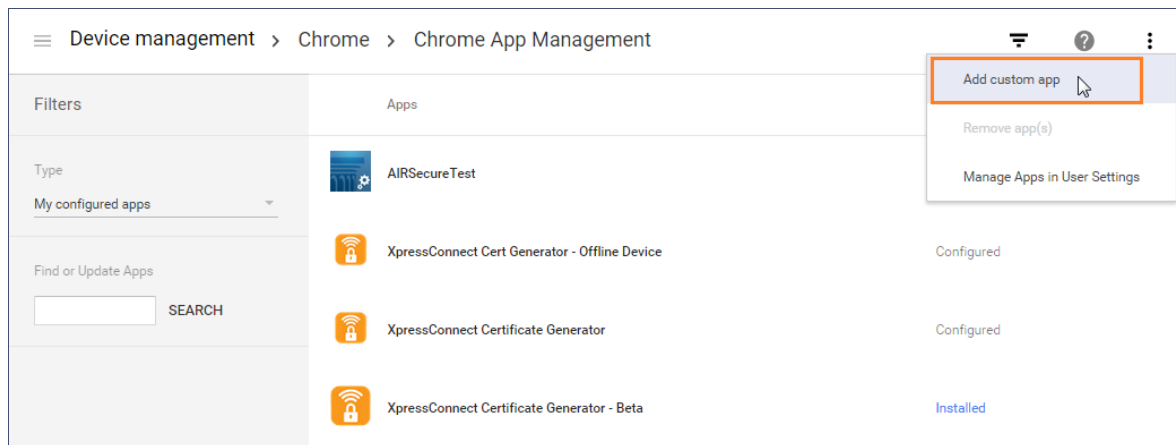 Device management > Chrome > Chrome App Management
Add custom app
Remove app(s)
Manage Apps in User Settings
Filters
Type
My configured apps
Find or Update Apps
SEARCH
Apps
AIRSecureTest
XpressConnect Cert Generator - Offline Device Configured
XpressConnect Certificate Generator Configured
XpressConnect Certificate Generator - Beta Installed